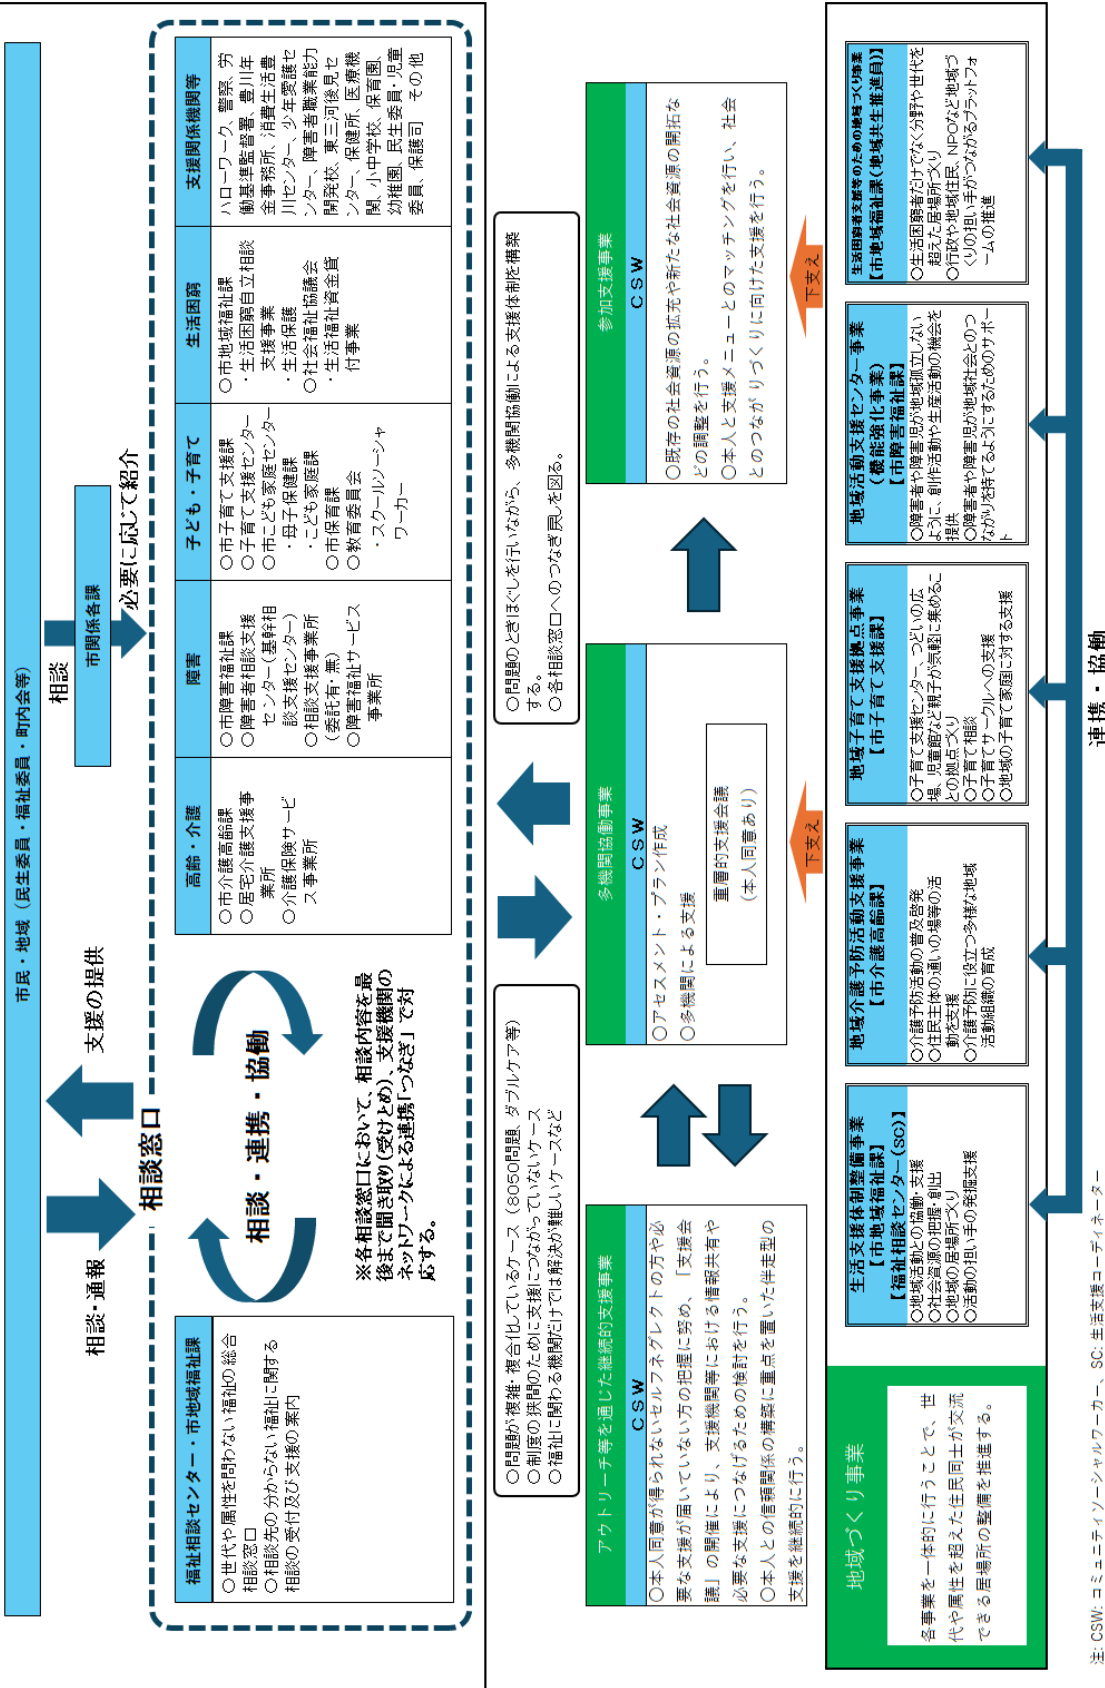 市民・地域（民生委員・福祉委員・町内会等）
相談・通報
支援の提供
相談
市関係各課
必要に応じて紹介
相談窓口
福祉相談センター・市地域福祉課
〇世代や属性を問わない福祉の総合
相談窓口
〇相談先の分からない福祉に関する
相談の受付及び支援の案内
相談・連携・協働
※各相談窓口において、相談内容を最
後まで聞き取り（受けとめ）、支援機関の
ネットワークによる連携「つなぎ」で対
応する。
高齢・介護
〇市介護高齢課
〇居宅介護支援事
業所
〇介護保険サービ
ス事業所
障害
〇市障害福祉課
〇障害者相談支援
センター（基幹相
談支援センター）
〇相談支援事業所
（委託有・無）
〇障害福祉サービス
事業所
子ども・子育て
〇市子育て支援課
〇子育て支援センター
〇市こども家庭センター
・母子保健課
・こども家庭課
〇市保育課
〇教育委員会
・スクールソーシャ
ワーカー
生活困窮
〇市地域福祉課
・生活困窮自立相談
支援事業
・生活保護
〇社会福祉協議会
・生活福祉資金貸
付事業
支援関係機関等
ハローワーク、警察、労
働基準監督署、豊川年
金事務所、消費生活豊
川センター、少年愛護セ
ンター、障害者職業能力
開発校、東三河後見セ
ンター、保健所、医療機
関、小中学校、保育園、
幼稚園、民生委員・児童
委員、保護司　その他
〇問題が複雑・複合化しているケース（8050問題、ダブルケア等）
〇制度の狭間のために支援につながっていないケース
〇福祉に関わる機関だけでは解決が難しいケースなど
〇問題のときほぐしを行いながら、多機関協働による支援体制を構築
する。
〇各相談窓口へのつなぎ戻しを図る。
アウトリーチ等を通じた継続的支援事業
CSW
〇本人同意が得られないセルフネグレクトの方や必
要な支援が届いていない方の把握に努め、「支援会
議」の開催により、支援機関等における情報共有や
必要な支援につなげるための検討を行う。
〇本人との信頼関係の構築に重点を置いた伴走型の
支援を継続的に行う。
多機関協働事業
CSW
〇アセスメント・プラン作成
〇多機関による支援
重層的支援会議
（本人同意あり）
参加支援事業
CSW
〇既存の社会資源の拡充や新たな社会資源の開拓な
どの調整を行う。
〇本人と支援メニューとのマッチングを行い、社会
とのつながりづくりに向けた支援を行う。
下支え
下支え
地域づくり事業
各事業を一体的に行うことで、世
代や属性を超えた住民同士が交流
できる居場所の整備を推進する。
生活支援体制整備事業
【市地域福祉課】
【福祉相談センター（SC）】
〇地域活動との協働・支援
〇社会資源の把握・創出
〇地域の居場所づくり
〇活動の担い手の発掘支援
地域介護予防活動支援事業
【市介護高齢課】
〇介護予防活動の普及啓発
〇住民主体の通いの場等の活
動を支援
〇介護予防に役立つ多様な地域
活動組織の育成
地域子育て支援拠点事業
【市子育て支援課】
〇子育て支援センター、つどいの広
場、児童館など親子が気軽に集めるこ
との拠点づくり
〇子育て相談
〇子育てサークルへの支援
〇地域の子育て家庭に対する支援
地域活動支援センター事業
（機能強化事業）
【市障害福祉課】
〇障害者や障害児が地域孤立しない
ように、創作活動や生産活動の機会を
提供
〇障害者や障害児が地域社会とのつ
ながりを持てるようにするためのサポー
ト
生活困窮者支援等のための地域づくり事業
【市地域福祉課（地域共生推進員）】
〇生活困窮者だけでなく分野や世代を
超えた居場所づくり
〇行政や地域住民、NPOなど地域づ
くりの担い手がつながるプラットフォ
ームの推進
連携・協働
注: CSW: コミュニティソーシャルワーカー、SC: 生活支援コーディネーター